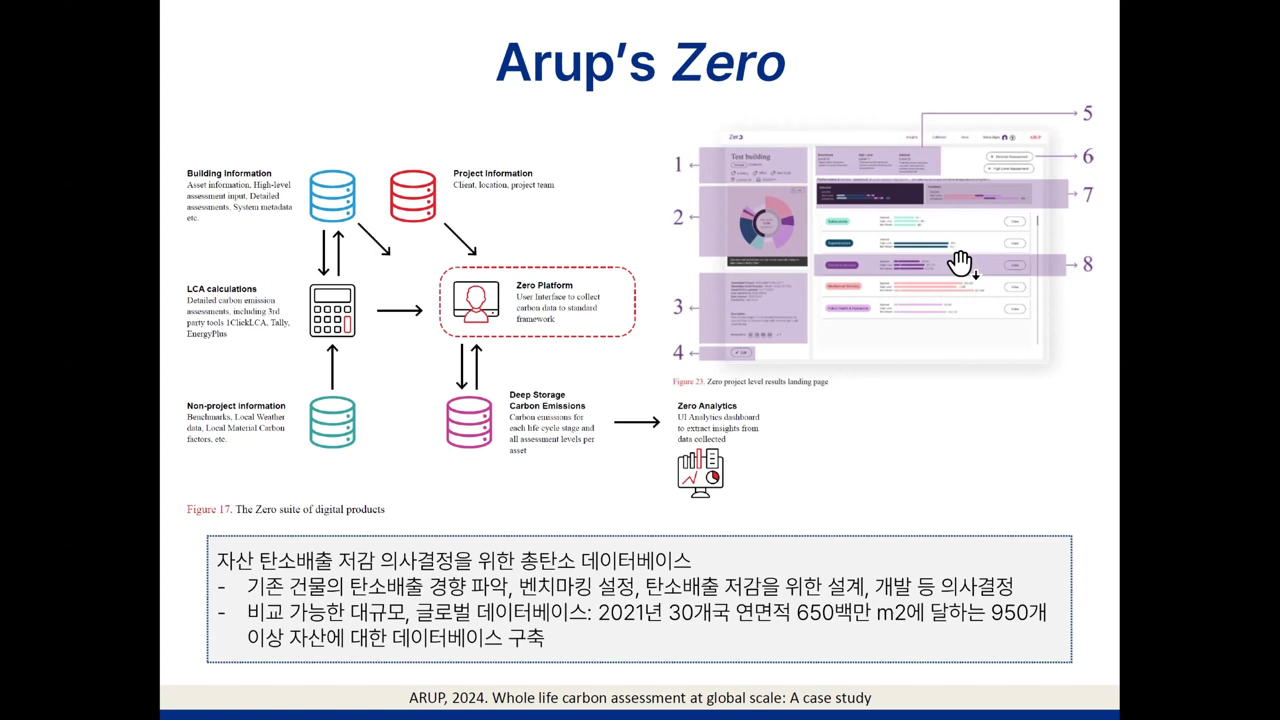 Arup's Zero
Building Information
Asset information, High-level
assessment input, Detailed
assessments, System metadata
etc.
Project Information
Client, location, project team
LCA calculations
Detailed carbon emission
assessments, including 3rd
party tools 1ClickLCA, Tally,
EnergyPlus
Zero Platform
User Interface to collect
carbon data to standard
framework
Non-project information
Benchmarks, Local Weather
data, Local Material Carbon
factors, etc.
Deep Storage
Carbon Emissions
Carbon emissions for
each life cycle stage and
all assessment levels per
asset
Zero Analytics
UI Analytics dashboard
to extract insights from
data collected
Figure 17. The Zero suite of digital products
Test building
ARUP
1
2
3
4
5
6
7
8
Figure 23. Zero project level results landing page
자산 탄소배출 저감 의사결정을 위한 총탄소 데이터베이스
- 기존 건물의 탄소배출 경향 파악, 벤치마킹 설정, 탄소배출 저감을 위한 설계, 개발 등 의사결정
- 비교 가능한 대규모, 글로벌 데이터베이스: 2021년 30개국 연면적 650백만 m2에 달하는 950개
이상 자산에 대한 데이터베이스 구축
ARUP, 2024. Whole life carbon assessment at global scale: A case study